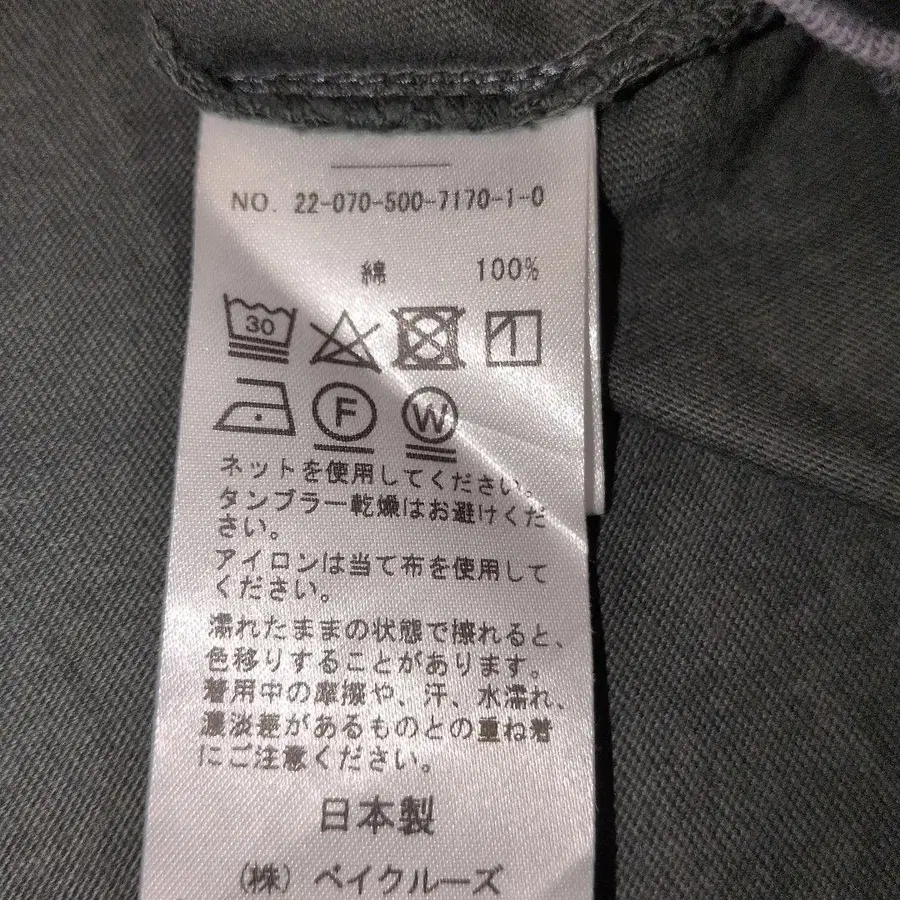 NO. 22-070-500-7170-1-0
綿 100%
30
F W
ネットを使用してください。
タンブラー乾燥はお避けくだ
さい。
アイロンは当て布を使用して
ください。
濡れたままの状態で擦れると、
色移りすることがあります。
着用中の摩擦や、汗、水濡れ、
濃淡差があるものとの重ね着
にご注意ください。
日本製
(株) ベイクルーズ